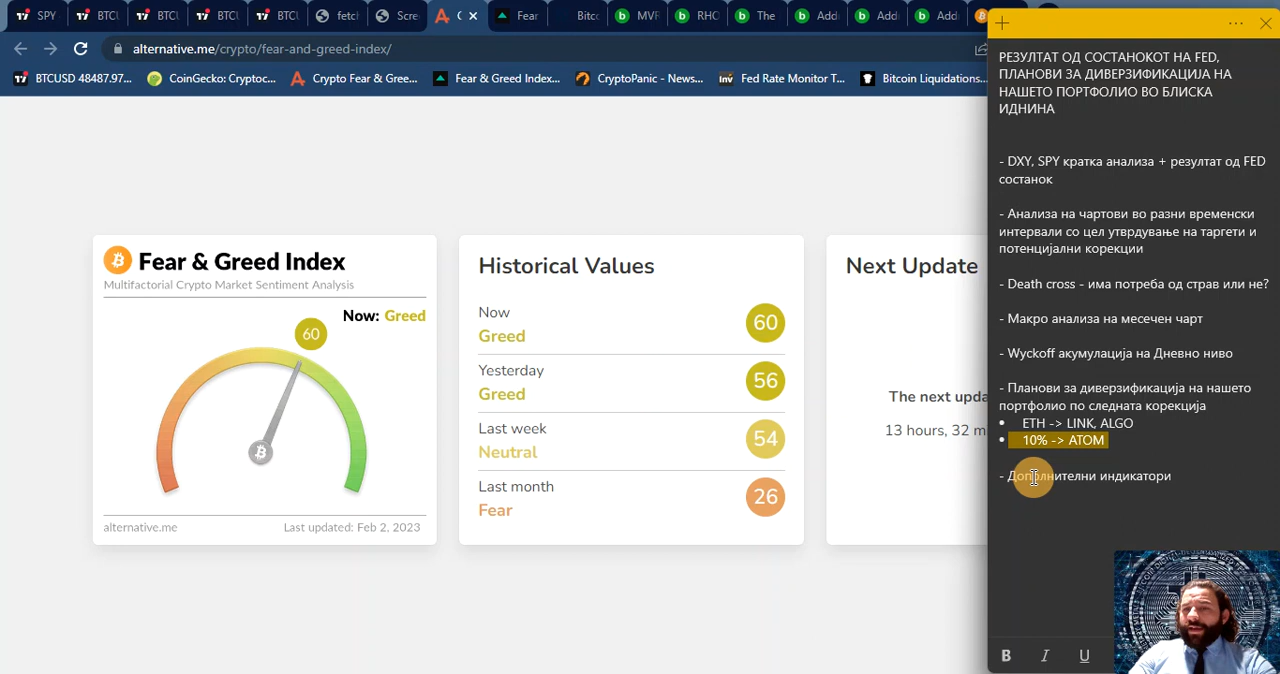 SPY
BTCU
BTCU
BTCU
BTCU
fetch
Scre
Fear
Bitco
MVR
RHO
The
Addr
Addr
Addr
alternative.me/crypto/fear-and-greed-index/
BTCUSD 48487.97...
CoinGecko: Cryptoc...
Crypto Fear & Gree...
Fear & Greed Index...
CryptoPanic - News...
Fed Rate Monitor T...
Bitcoin Liquidations...
Fear & Greed Index
Multifactorial Crypto Market Sentiment Analysis
Now: Greed
60
alternative.me
Last updated: Feb 2, 2023
Historical Values
Now
Greed
60
Yesterday
Greed
56
Last week
Neutral
54
Last month
Fear
26
Next Update
The next
13 hours, 32
РЕЗУЛТАТ ОД СОСТАНОКОТ НА FED,
ПЛАНОВИ ЗА ДИВЕРЗИФИКАЦИЈА НА
НАШЕТО ПОРТФОЛИО ВО БЛИСКА
ИДНИНА
- DXY, SPY кратка анализа + резултат од FED
состанок
- Анализа на чартови во разни временски
интервали со цел утврдување на таргети и
потенцијални корекции
- Death cross - има потреба од страв или не?
- Макро анализа на месечен чарт
- Wyckoff акумулација на Дневно ниво
- Планови за диверзификација на нашето
портфолио по следната корекција
• ETH -> LINK, ALGO
• 10% -> ATOM
- Дополнителни индикатори
B I U